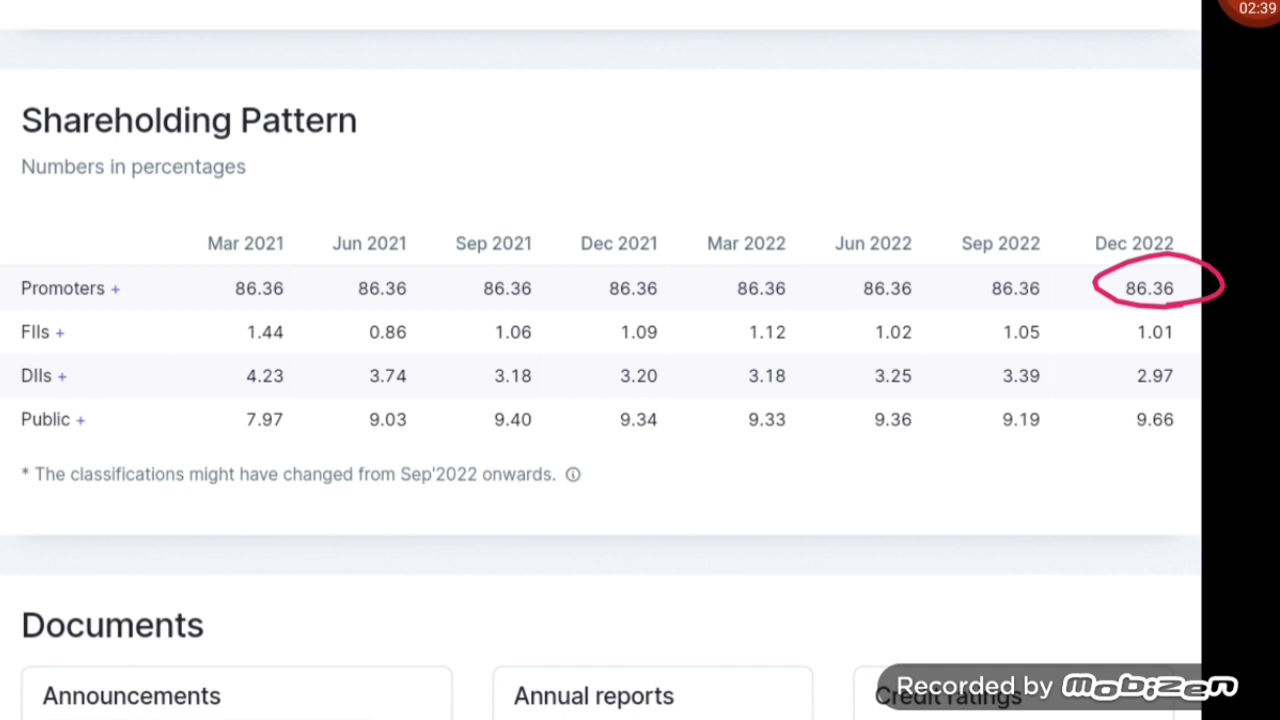 02:39
Shareholding Pattern
Numbers in percentages
Mar 2021 Jun 2021 Sep 2021 Dec 2021 Mar 2022 Jun 2022 Sep 2022 Dec 2022
Promoters + 86.36 86.36 86.36 86.36 86.36 86.36 86.36 86.36
FIIs + 1.44 0.86 1.06 1.09 1.12 1.02 1.05 1.01
DIIs + 4.23 3.74 3.18 3.20 3.18 3.25 3.39 2.97
Public + 7.97 9.03 9.40 9.34 9.33 9.36 9.19 9.66
* The classifications might have changed from Sep'2022 onwards.
Documents
Announcements Annual reports Credit ratings
Recorded by mobizen